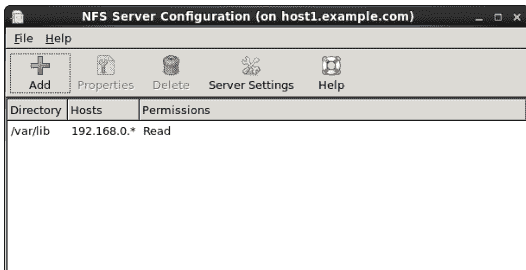 NFS Server Configuration (on host1.example.com)
File Help
Add Properties Delete Server Settings Help
Directory Hosts Permissions
/var/lib 192.168.0.* Read